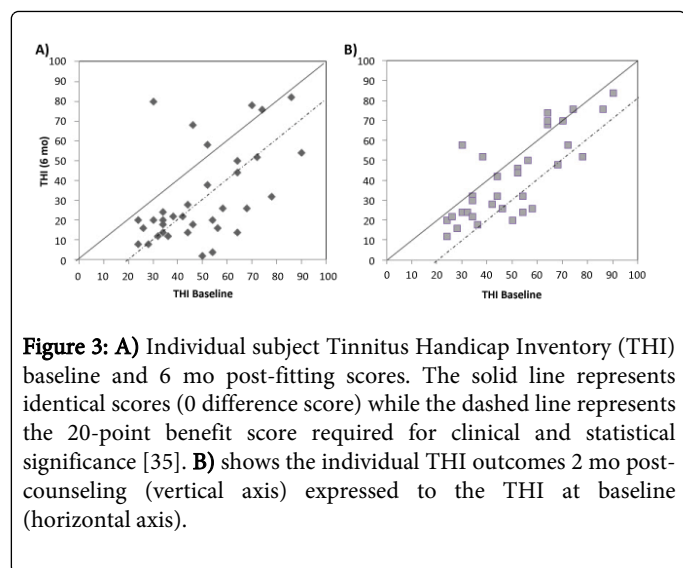 A)
B)
100
90
80
70
60
50
40
30
20
10
0
THI (6 mo)
0 10 20 30 40 50 60 70 80 90 100
THI Baseline
100
90
80
70
60
50
40
30
20
10
0
0 10 20 30 40 50 60 70 80 90 100
THI Baseline
Figure 3: A) Individual subject Tinnitus Handicap Inventory (THI)
baseline and 6 mo post-fitting scores. The solid line represents
identical scores (0 difference score) while the dashed line represents
the 20-point benefit score required for clinical and statistical
significance [35]. B) shows the individual THI outcomes 2 mo post-
counseling (vertical axis) expressed to the THI at baseline
(horizontal axis).